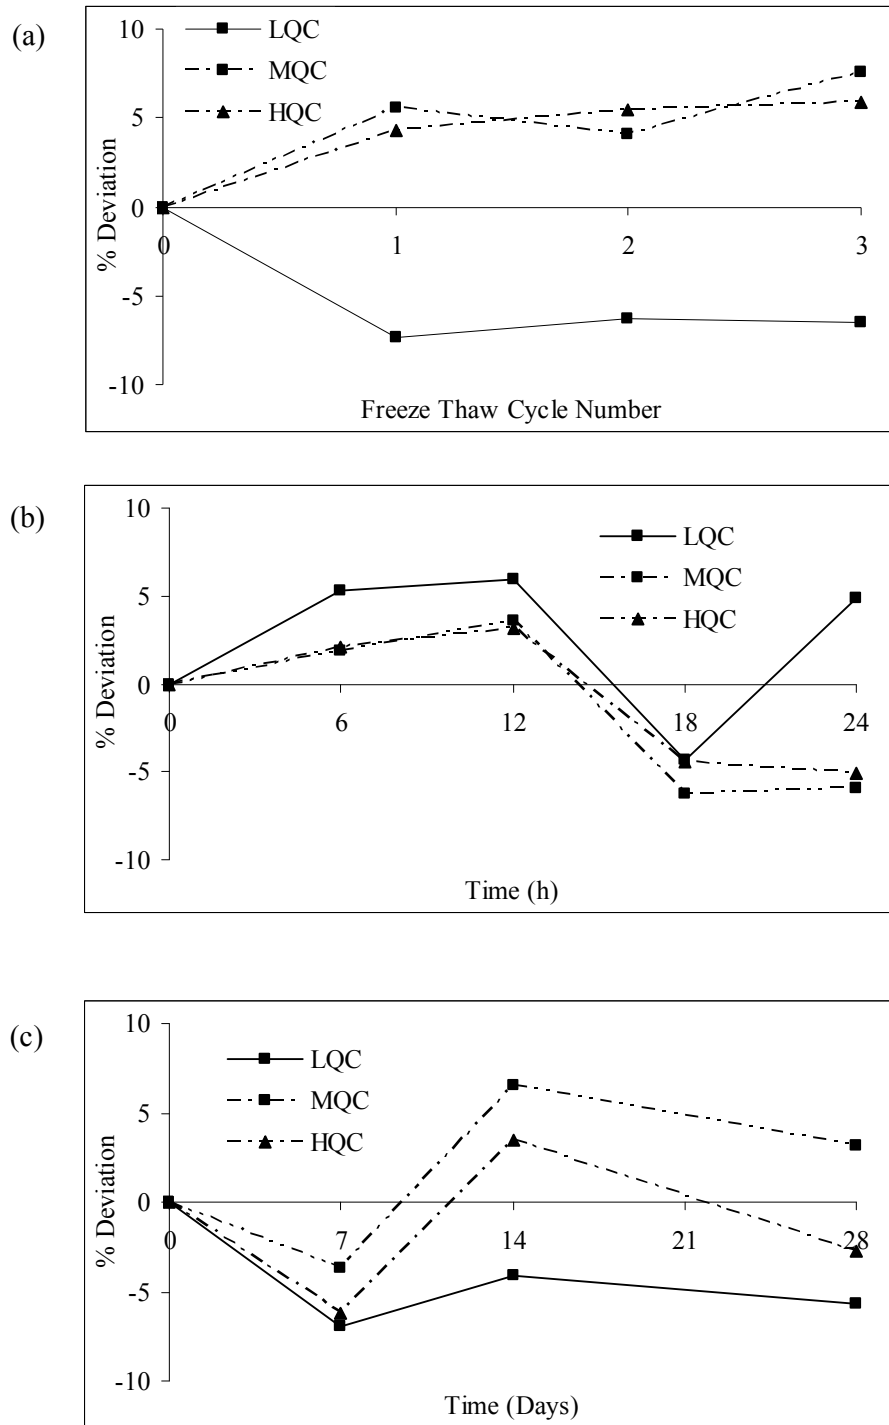 (a)
10
LQC
MQC
HQC
5
% Deviation
0
0 1 2 3
-5
-10
Freeze Thaw Cycle Number
(b)
10
LQC
MQC
HQC
5
% Deviation
0
0 6 12 18 24
-5
-10
Time (h)
(c)
10
LQC
MQC
HQC
5
% Deviation
0
0 7 14 21 28
-5
-10
Time (Days)